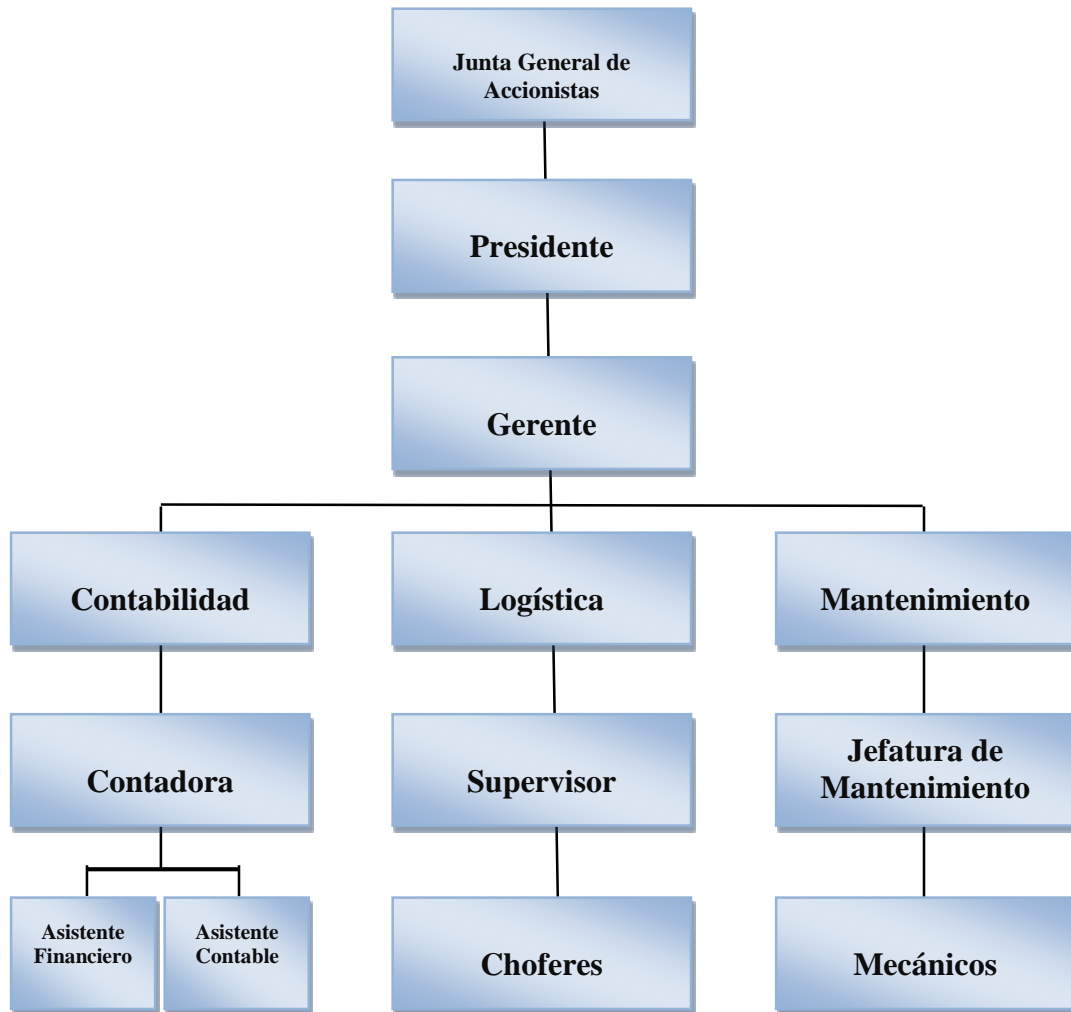 Junta General de
Accionistas
Presidente
Gerente
Contabilidad
Logística
Mantenimiento
Contadora
Supervisor
Jefatura de
Mantenimiento
Asistente
Financiero
Asistente
Contable
Choferes
Mecánicos